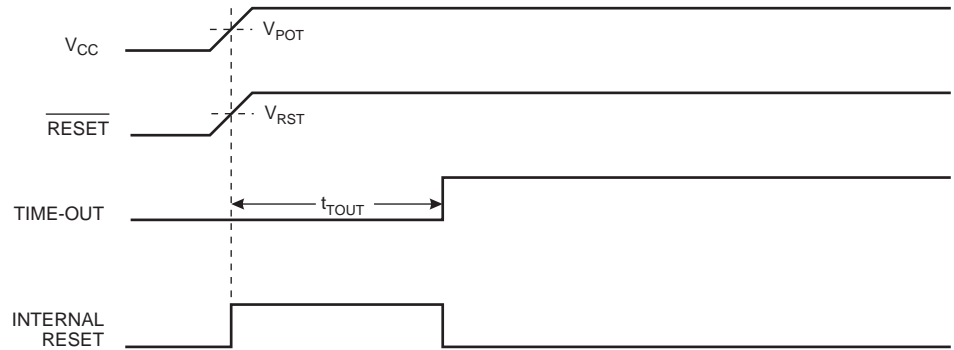 VCC
VPOT
RESET
VRST
TIME-OUT
tTOUT
INTERNAL
RESET